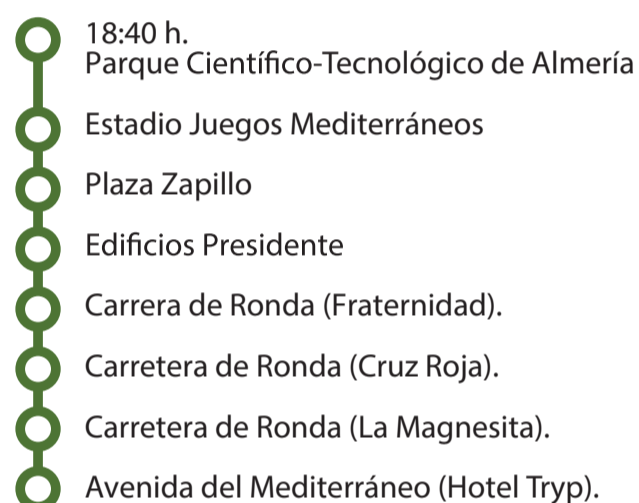 18:40 h.
Parque Científico-Tecnológico de Almería
Estadio Juegos Mediterráneos
Plaza Zapillo
Edificios Presidente
Carrera de Ronda (Fraternidad).
Carretera de Ronda (Cruz Roja).
Carretera de Ronda (La Magnesita).
Avenida del Mediterráneo (Hotel Tryp).